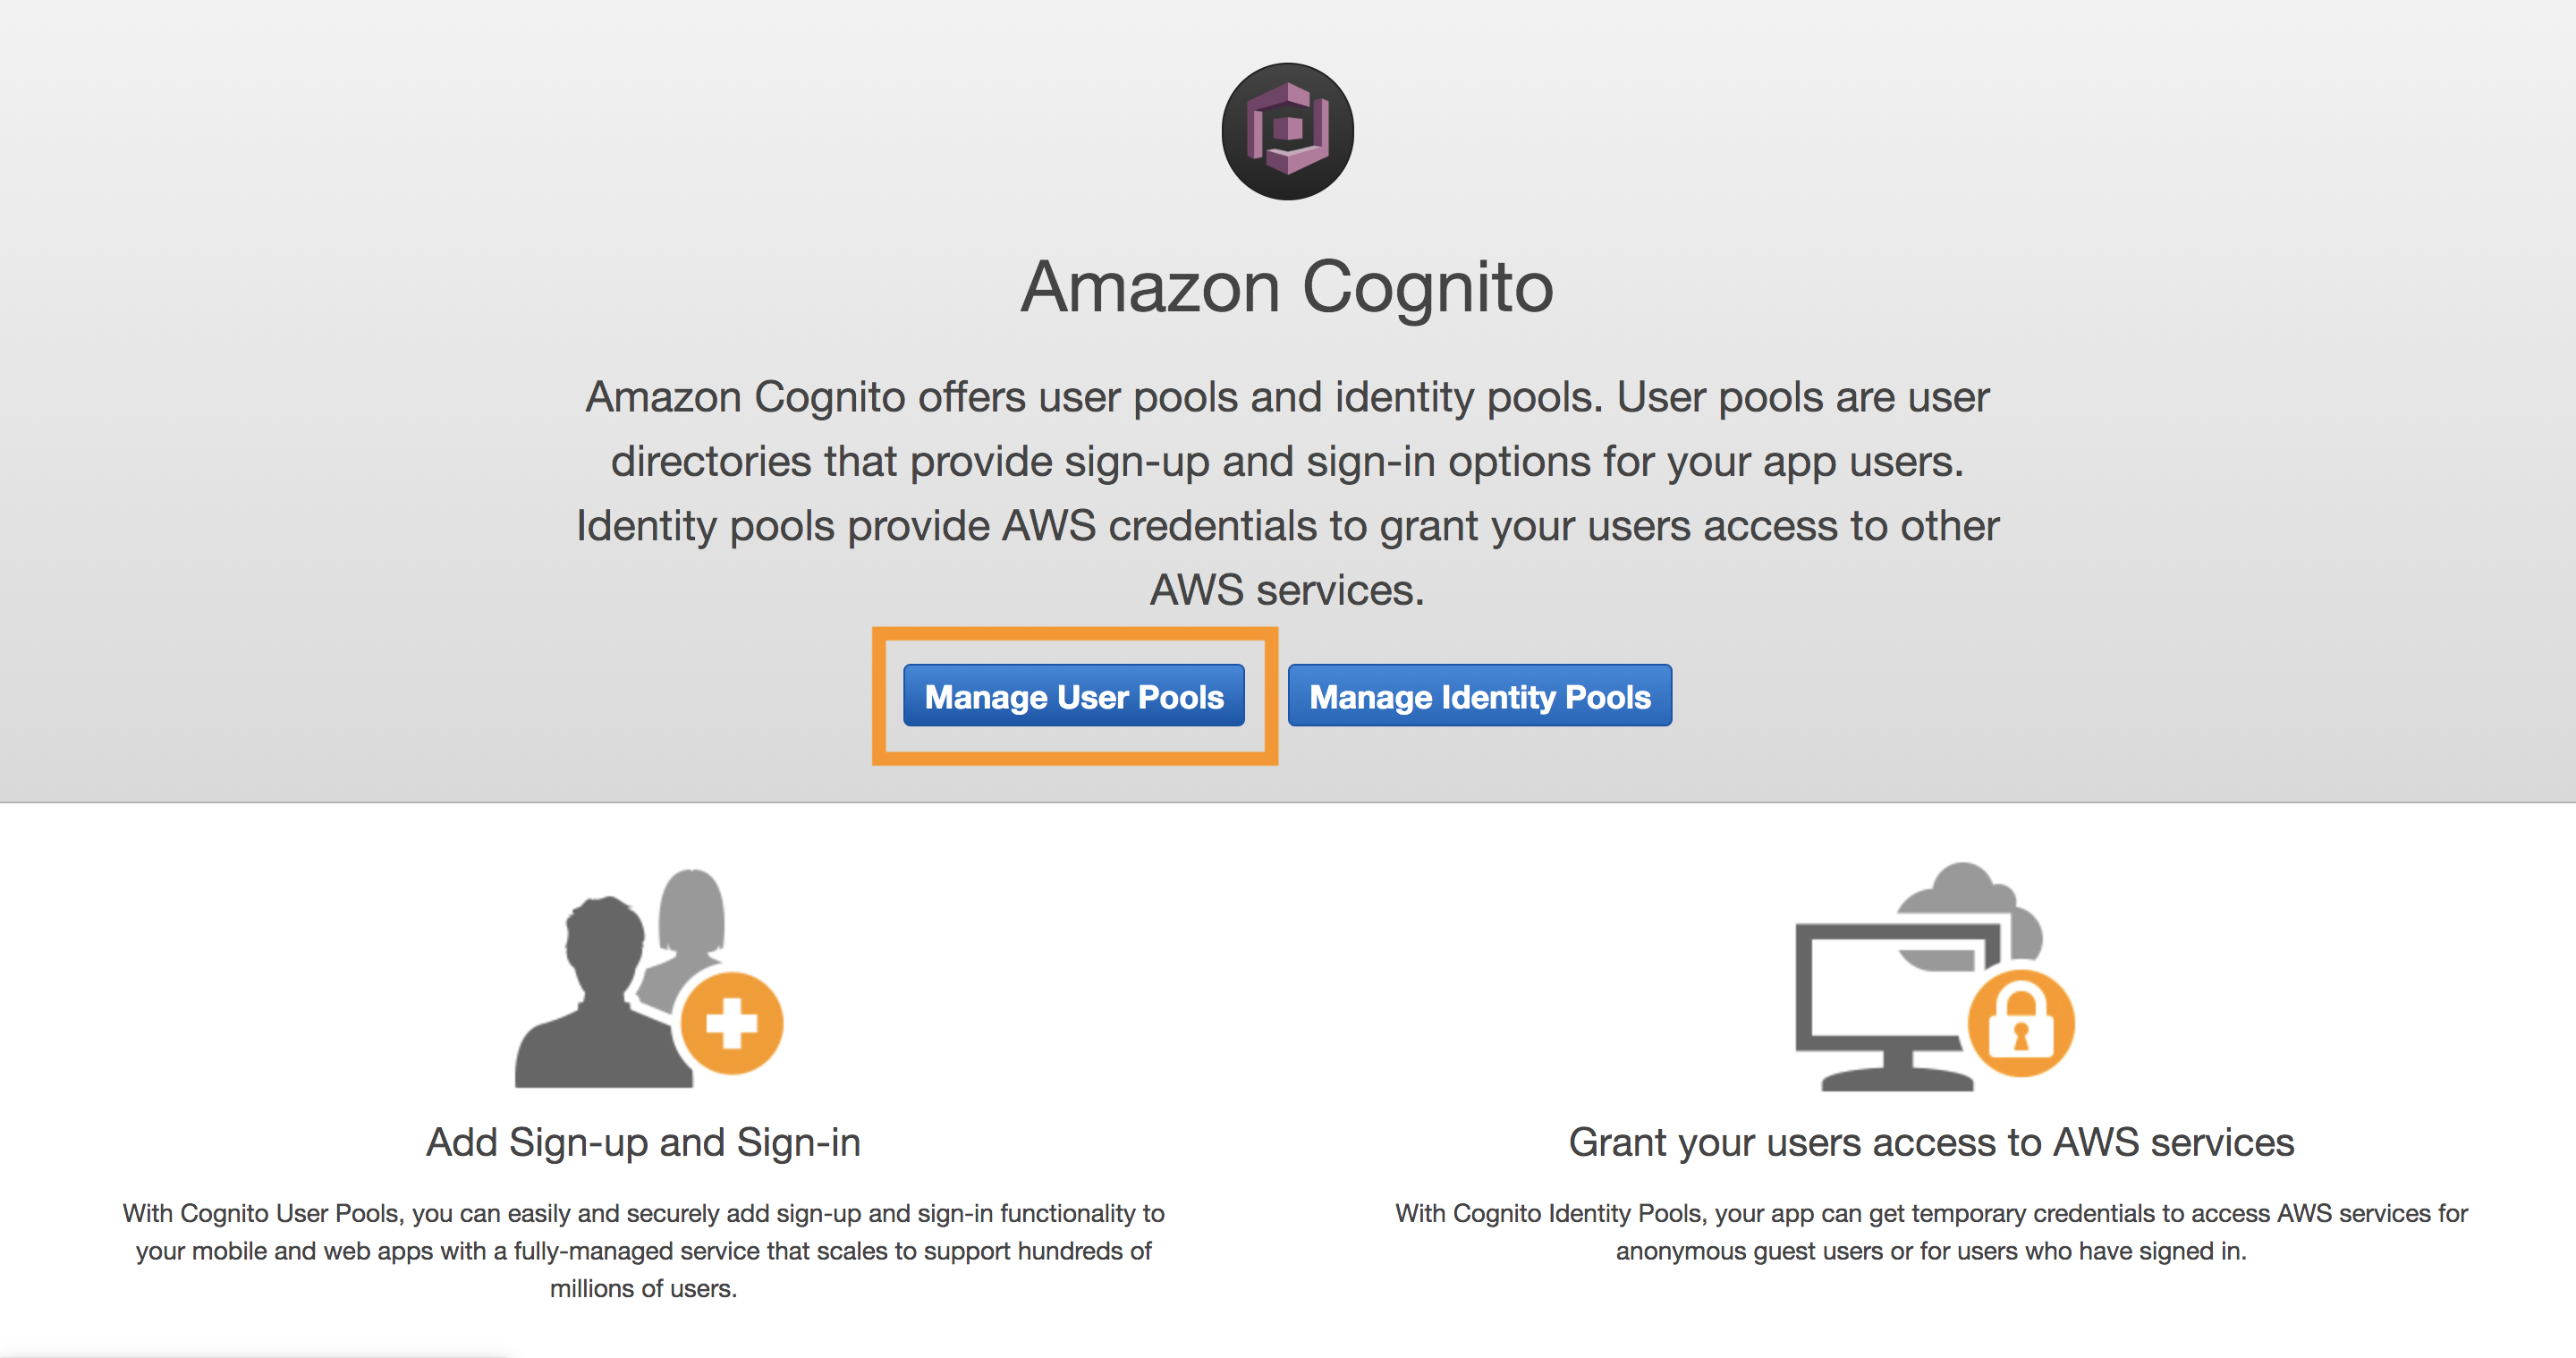 Amazon Cognito
Amazon Cognito offers user pools and identity pools. User pools are user
directories that provide sign-up and sign-in options for your app users.
Identity pools provide AWS credentials to grant your users access to other
AWS services.
Manage User Pools
Manage Identity Pools
Add Sign-up and Sign-in
With Cognito User Pools, you can easily and securely add sign-up and sign-in functionality to
your mobile and web apps with a fully-managed service that scales to support hundreds of
millions of users.
Grant your users access to AWS services
With Cognito Identity Pools, your app can get temporary credentials to access AWS services for
anonymous guest users or for users who have signed in.